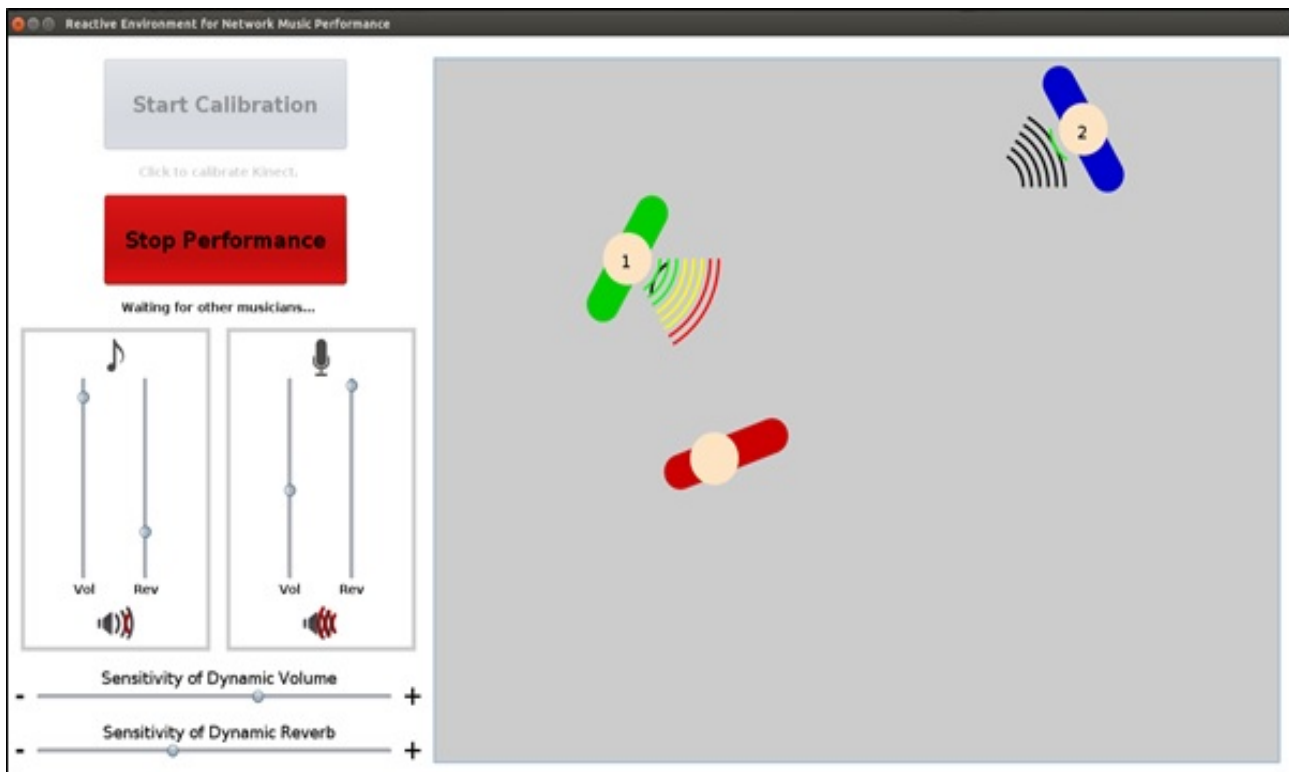 Reactive Environment for Network Music Performance
Start Calibration
Click to calibrate Kinect.
Stop Performance
Waiting for other musicians...
Vol Rev
Vol Rev
Sensitivity of Dynamic Volume
- +
Sensitivity of Dynamic Reverb
- +
1
2